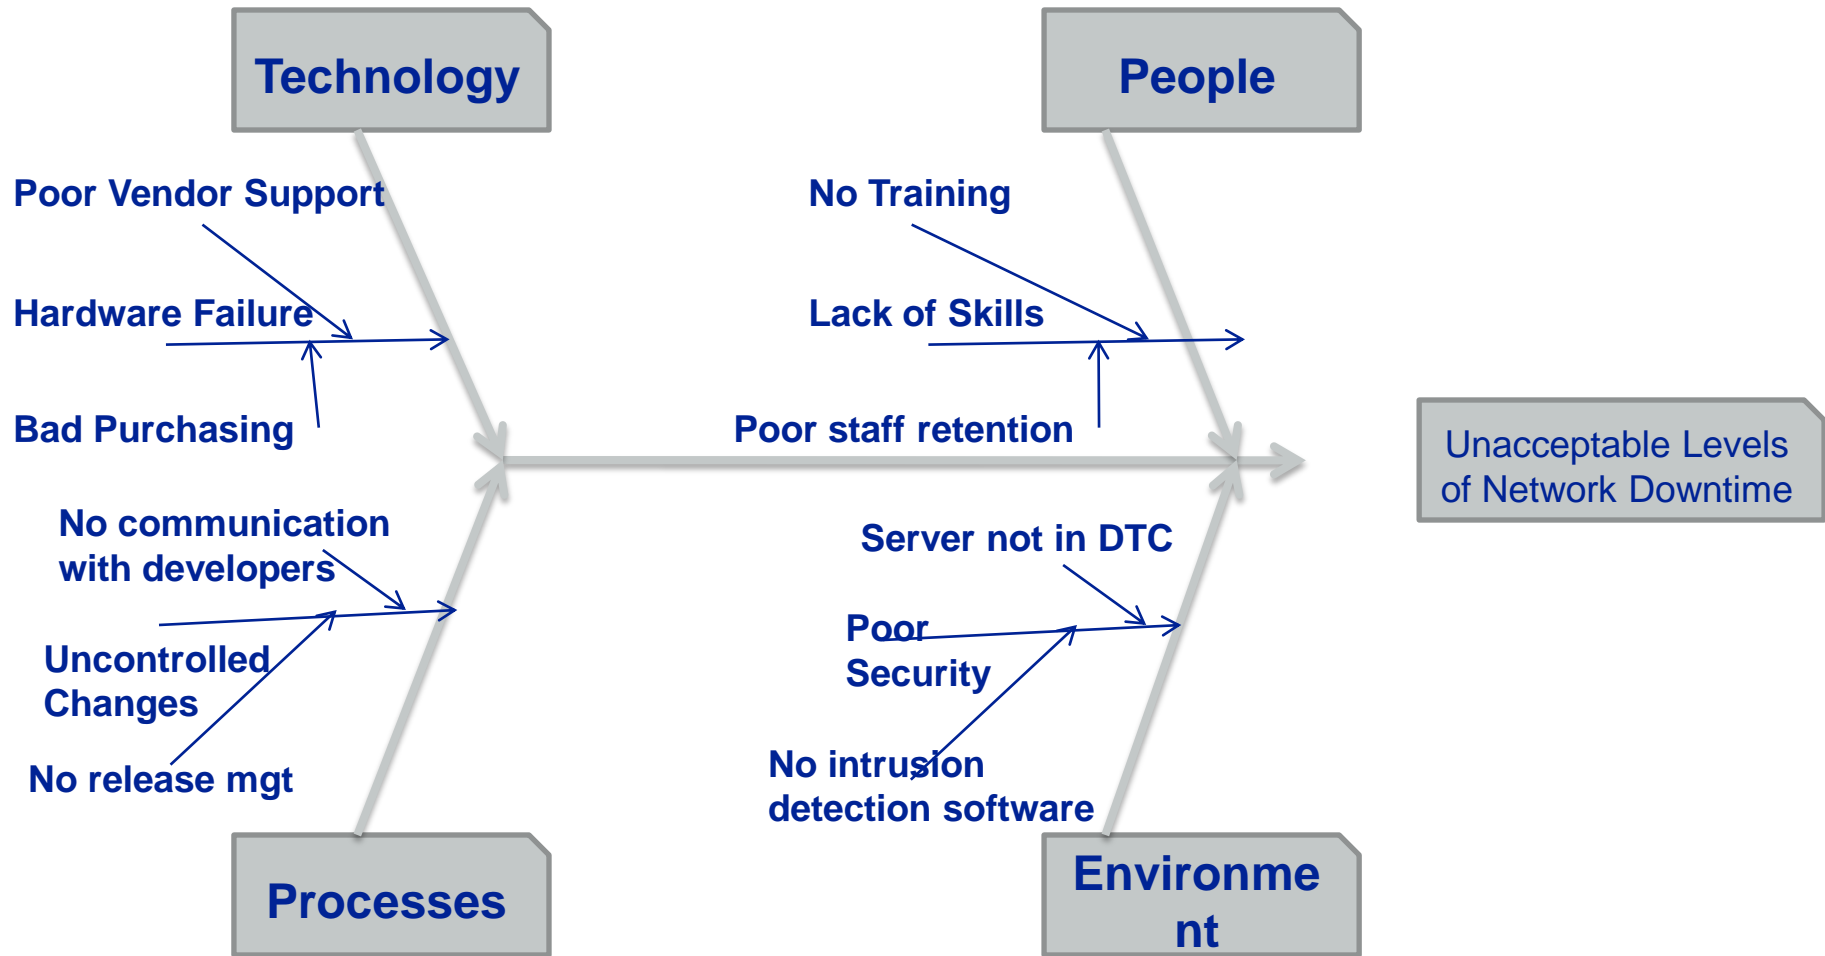 Technology
People
Poor Vendor Support
No Training
Hardware Failure
Lack of Skills
Bad Purchasing
Poor staff retention
Unacceptable Levels
of Network Downtime
No communication
with developers
Server not in DTC
Uncontrolled
Changes
Poor
Security
No release mgt
No intrusion
detection software
Processes
Environme
nt